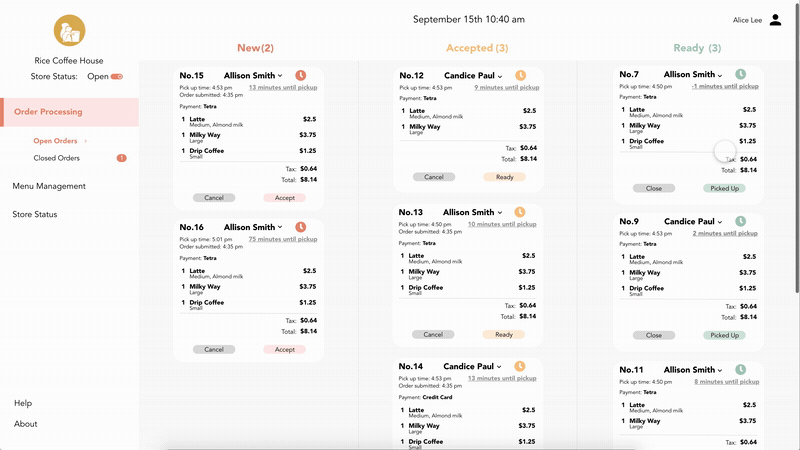 September 15th 10:40 am
Alice Lee
Rice Coffee House
Store Status: Open
Order Processing
Open Orders >
Closed Orders 1
Menu Management
Store Status
Help
About
New(2)
No.15 Allison Smith
Pick up time: 4:53 pm 13 minutes until pickup
Order submitted: 4:35 pm
Payment: Tetra
1 Latte $2.5
Medium, Almond milk
1 Milky Way $3.75
Large
1 Drip Coffee $1.25
Small
Tax: $0.64
Total: $8.14
Cancel Accept
No.16 Allison Smith
Pick up time: 5:01 pm 75 minutes until pickup
Order submitted: 4:35 pm
Payment: Tetra
1 Latte $2.5
Medium, Almond milk
1 Milky Way $3.75
Large
1 Drip Coffee $1.25
Small
Tax: $0.64
Total: $8.14
Cancel Accept
Accepted (3)
No.12 Candice Paul
Pick up time: 4:53 pm 9 minutes until pickup
Payment: Tetra
1 Latte $2.5
Medium, Almond milk
1 Milky Way $3.75
Large
Tax: $0.64
Total: $8.14
Cancel Ready
No.13 Allison Smith
Pick up time: 4:50 pm 10 minutes until pickup
Order submitted: 4:35 pm
Payment: Tetra
1 Latte $2.5
Medium, Almond milk
1 Milky Way $3.75
Large
1 Drip Coffee $1.25
Small
Tax: $0.64
Total: $8.14
Cancel Ready
No.14 Candice Paul
Pick up time: 4:53 pm 13 minutes until pickup
Payment: Credit Card
1 Latte $2.5
Medium, Almond milk
1 Milky Way $3.75
Large
1 Drip Coffee $1.25
Small
Ready (3)
No.7 Allison Smith
Pick up time: 4:50 pm -1 minutes until pickup
Payment: Tetra
1 Latte $2.5
Medium, Almond milk
1 Milky Way $3.75
Large
1 Drip Coffee $1.25
Small
Tax: $0.64
Total: $8.14
Close Picked Up
No.9 Candice Paul
Pick up time: 4:53 pm 2 minutes until pickup
Payment: Tetra
1 Latte $2.5
Medium, Almond milk
1 Milky Way $3.75
Large
1 Drip Coffee $1.25
Small
Tax: $0.64
Total: $8.14
Close Picked Up
No.11 Allison Smith
Pick up time: 4:50 pm 8 minutes until pickup
Payment: Tetra
1 Latte $2.5
Medium, Almond milk
1 Milky Way $3.75
Large
Tax: $0.64